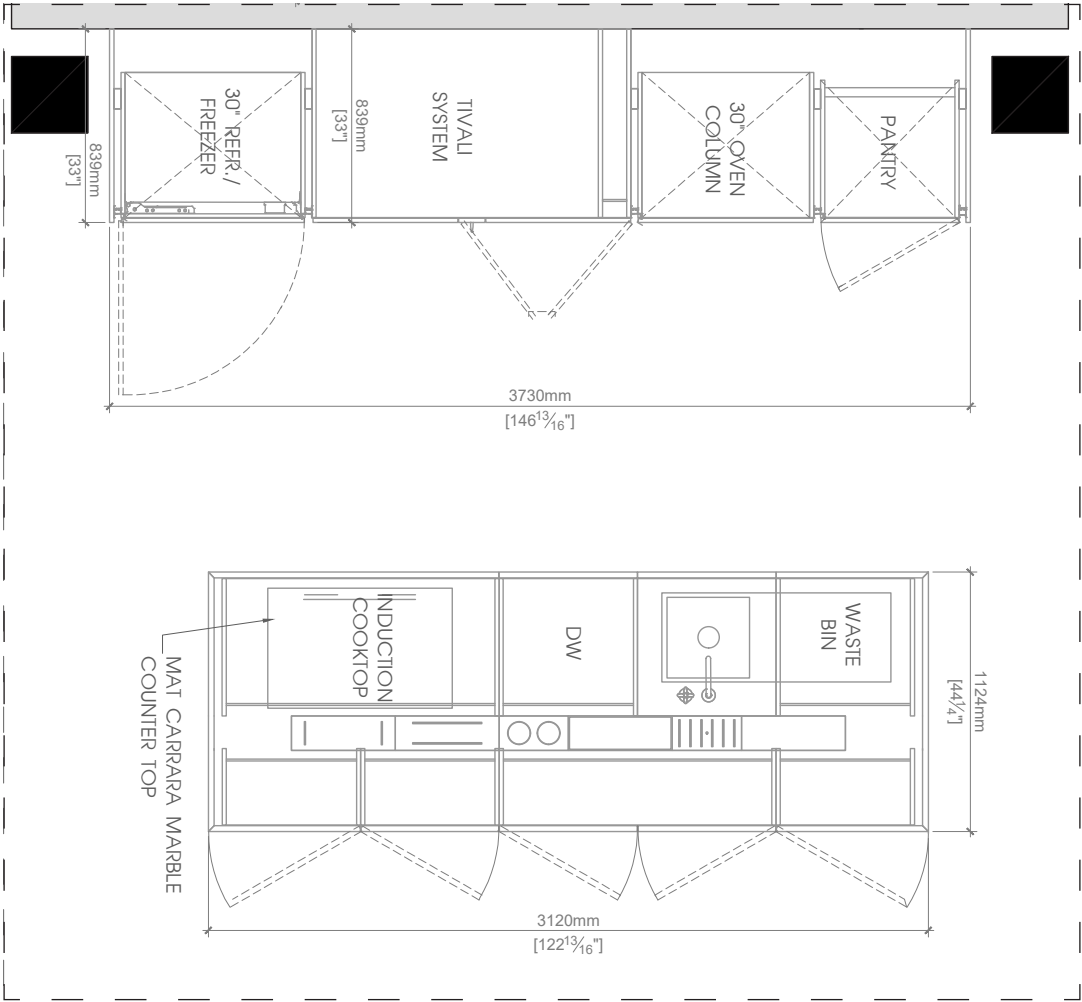 839mm
[33"]
30" REFR./
FREEZER
839mm
[33"]
TIVALI
SYSTEM
30" OVEN
COLUMN
PANTRY
3730mm
[146 13/16"]
INDUCTION
COOKTOP
DW
WASTE
BIN
1124mm
[44 1/4"]
MAT CARRARA MARBLE
COUNTER TOP
3120mm
[122 13/16"]